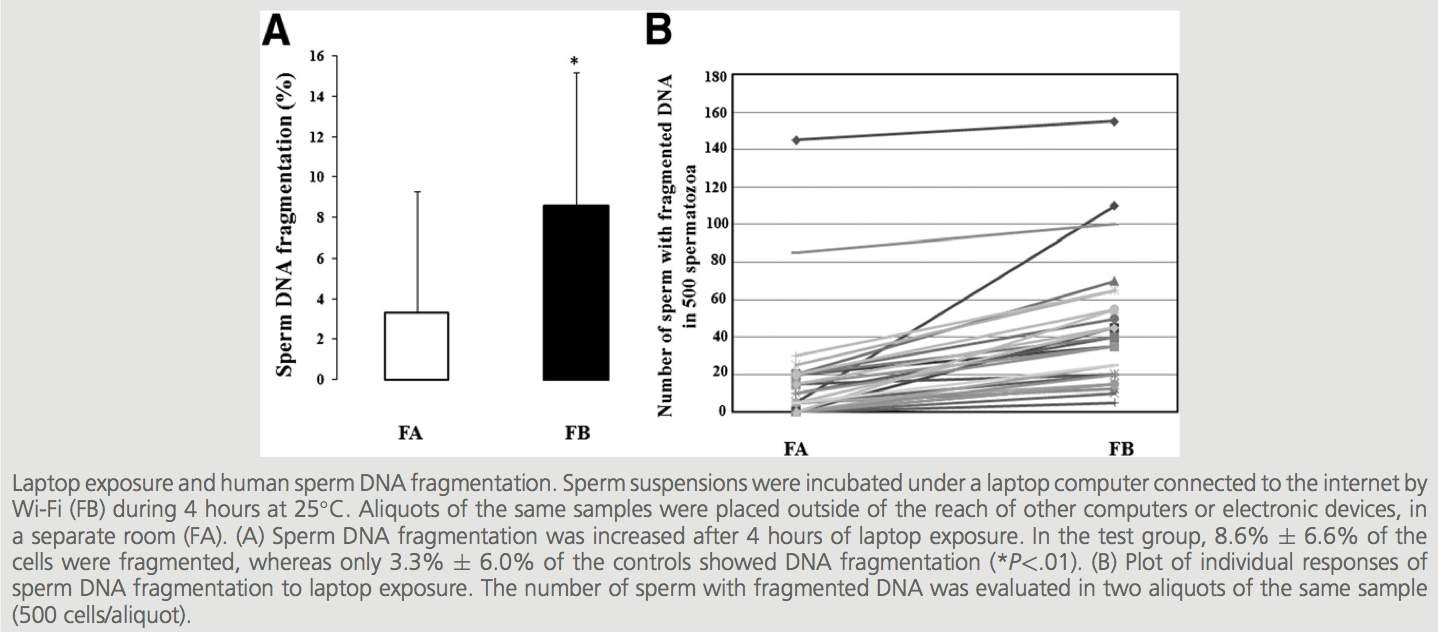 A
B
Sperm DNA fragmentation (%)
16
14
12
10
8
6
4
2
0
*
FA
FB
Number of sperm with fragmented DNA
in 500 spermatozoa
180
160
140
120
100
80
60
40
20
0
FA
FB
Laptop exposure and human sperm DNA fragmentation. Sperm suspensions were incubated under a laptop computer connected to the internet by
Wi-Fi (FB) during 4 hours at 25°C. Aliquots of the same samples were placed outside of the reach of other computers or electronic devices, in
a separate room (FA). (A) Sperm DNA fragmentation was increased after 4 hours of laptop exposure. In the test group, 8.6% ± 6.6% of the
cells were fragmented, whereas only 3.3% ± 6.0% of the controls showed DNA fragmentation (*P<.01). (B) Plot of individual responses of
sperm DNA fragmentation to laptop exposure. The number of sperm with fragmented DNA was evaluated in two aliquots of the same sample
(500 cells/aliquot).